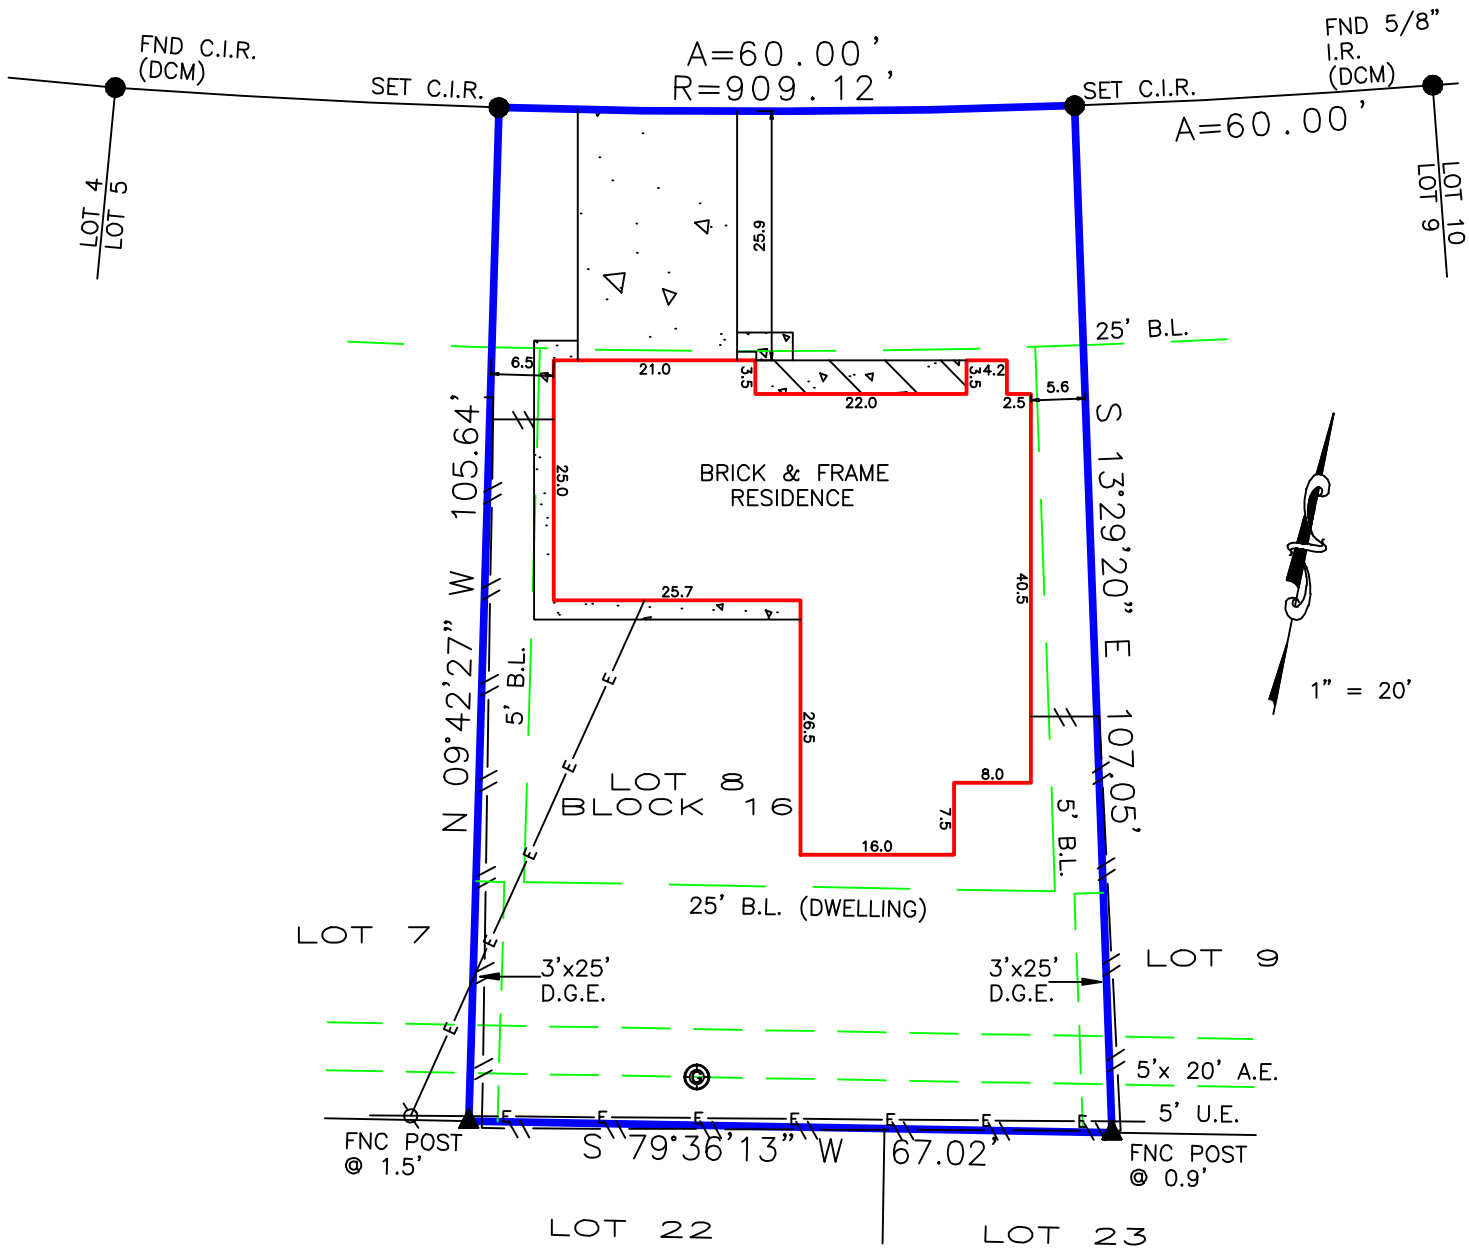 FND C.I.R.
(DCM)
SET C.I.R.
A=60.00'
R=909.12'
SET C.I.R.
FND 5/8"
I.R.
(DCM)
A=60.00'
LOT 4
LOT 5
LOT 10
LOT 9
25.9
25' B.L.
6.5
21.0
3.5
22.0
3.5
4.2
2.5
5.6
N 09°42'27" W 105.64'
25.0
BRICK & FRAME
RESIDENCE
S 13°29'20" E 107.05'
40.5
25.7
E
5' B.L.
26.5
1" = 20'
E
LOT 8
BLOCK 16
8.0
7.5
5' B.L.
E
16.0
25' B.L. (DWELLING)
LOT 7
E
LOT 9
3'x25'
D.G.E.
3'x25'
D.G.E.
E
5'x 20' A.E.
C
5' U.E.
E E E E E E E
FNC POST
@ 1.5'
S 79°36'13" W 67.02'
FNC POST
@ 0.9'
LOT 22
LOT 23